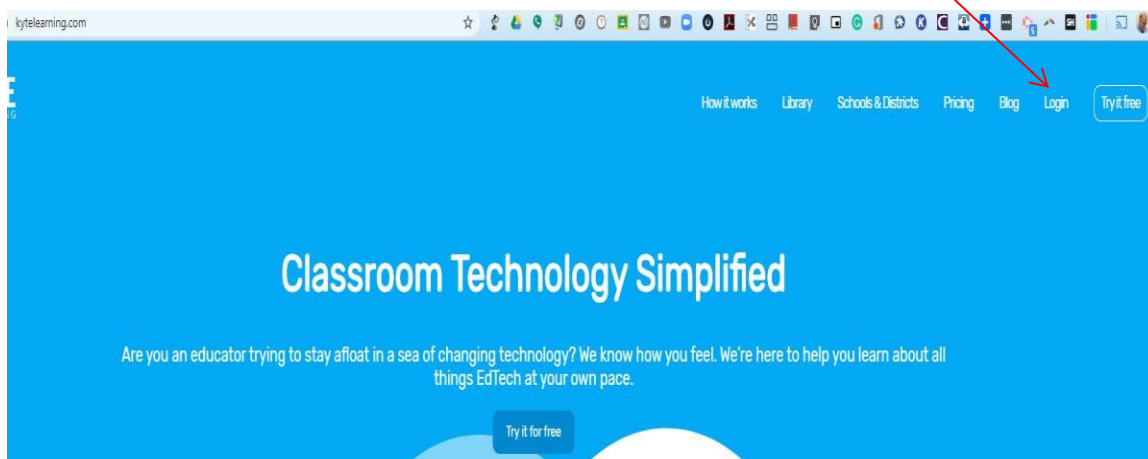 kytelearning.com
E
N G
How it works Library Schools & Districts Pricing Blog Login Try it free
Classroom Technology Simplified
Are you an educator trying to stay afloat in a sea of changing technology? We know how you feel. We're here to help you learn about all
things EdTech at your own pace.
Try it for free